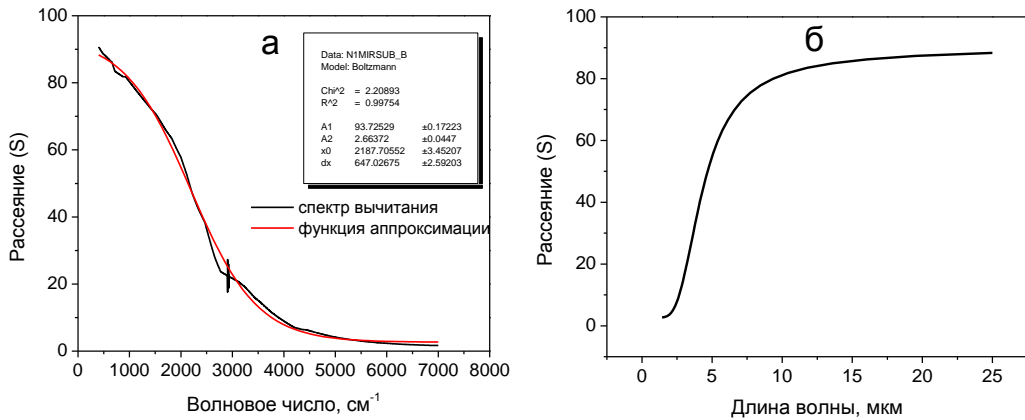 а
Data: N1MIRSUB_B
Model: Boltzmann
Chi^2 = 2.20893
R^2 = 0.99754
A1 93.72529 ±0.17223
A2 2.66372 ±0.0447
x0 2187.70552 ±3.45207
dx 647.02675 ±2.59203
спектр вычитания
функция аппроксимации
Рассеяние (S)
100
80
60
40
20
0
0 1000 2000 3000 4000 5000 6000 7000 8000
Волновое число, см-1
б
Рассеяние (S)
100
80
60
40
20
0
0 5 10 15 20 25
Длина волны, мкм